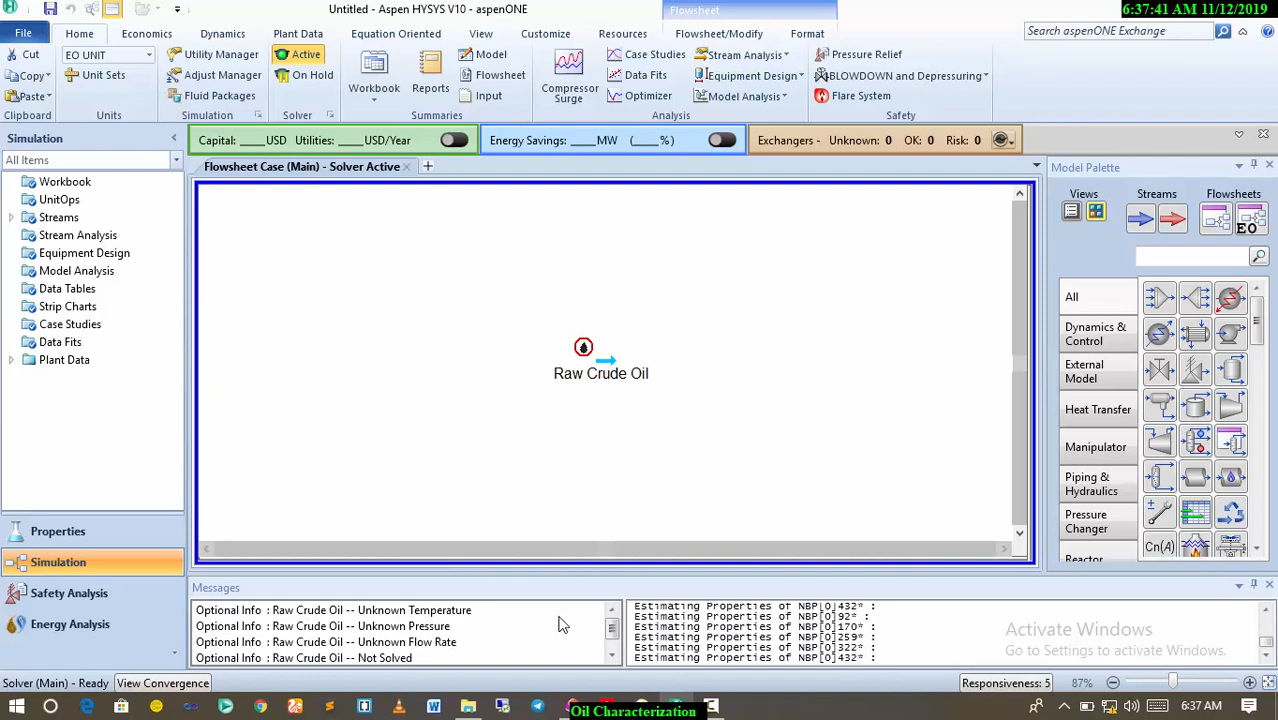 Untitled - Aspen HYSYS V10 - aspenONE
Flowsheet
6:37:41 AM 11/12/2019
File
Home
Economics
Dynamics
Plant Data
Equation Oriented
View
Customize
Resources
Flowsheet/Modify
Format
Search aspenONE Exchange
Cut
Copy
Paste
EO UNIT
Unit Sets
Units
Utility Manager
Adjust Manager
Fluid Packages
Simulation
Active
On Hold
Solver
Workbook
Reports
Model
Flowsheet
Input
Summaries
Compressor
Surge
Case Studies
Data Fits
Optimizer
Stream Analysis
Equipment Design
Model Analysis
Analysis
Pressure Relief
BLOWDOWN and Depressuring
Flare System
Safety
Simulation
Capital: ____ USD Utilities: ____ USD/Year
Energy Savings: ____ MW (____ %)
Exchangers - Unknown: 0 OK: 0 Risk: 0
All Items
Workbook
UnitOps
Streams
Stream Analysis
Equipment Design
Model Analysis
Data Tables
Strip Charts
Case Studies
Data Fits
Plant Data
Properties
Simulation
Safety Analysis
Energy Analysis
Flowsheet Case (Main) - Solver Active
Raw Crude Oil
Model Palette
Views
Streams
Flowsheets
EO
All
Dynamics &
Control
External
Model
Heat Transfer
Manipulator
Piping &
Hydraulics
Pressure
Changer
Reactor
Cn(A)
Messages
Optional Info : Raw Crude Oil -- Unknown Temperature
Optional Info : Raw Crude Oil -- Unknown Pressure
Optional Info : Raw Crude Oil -- Unknown Flow Rate
Optional Info : Raw Crude Oil -- Not Solved
Estimating Properties of NBP[0]432* :
Estimating Properties of NBP[0]92* :
Estimating Properties of NBP[0]170* :
Estimating Properties of NBP[0]259* :
Estimating Properties of NBP[0]322* :
Estimating Properties of NBP[0]432* :
Activate Windows
Go to Settings to activate Windows.
Solver (Main) - Ready
View Convergence
Responsiveness: 5
87%
6:37 AM
Oil Characterization